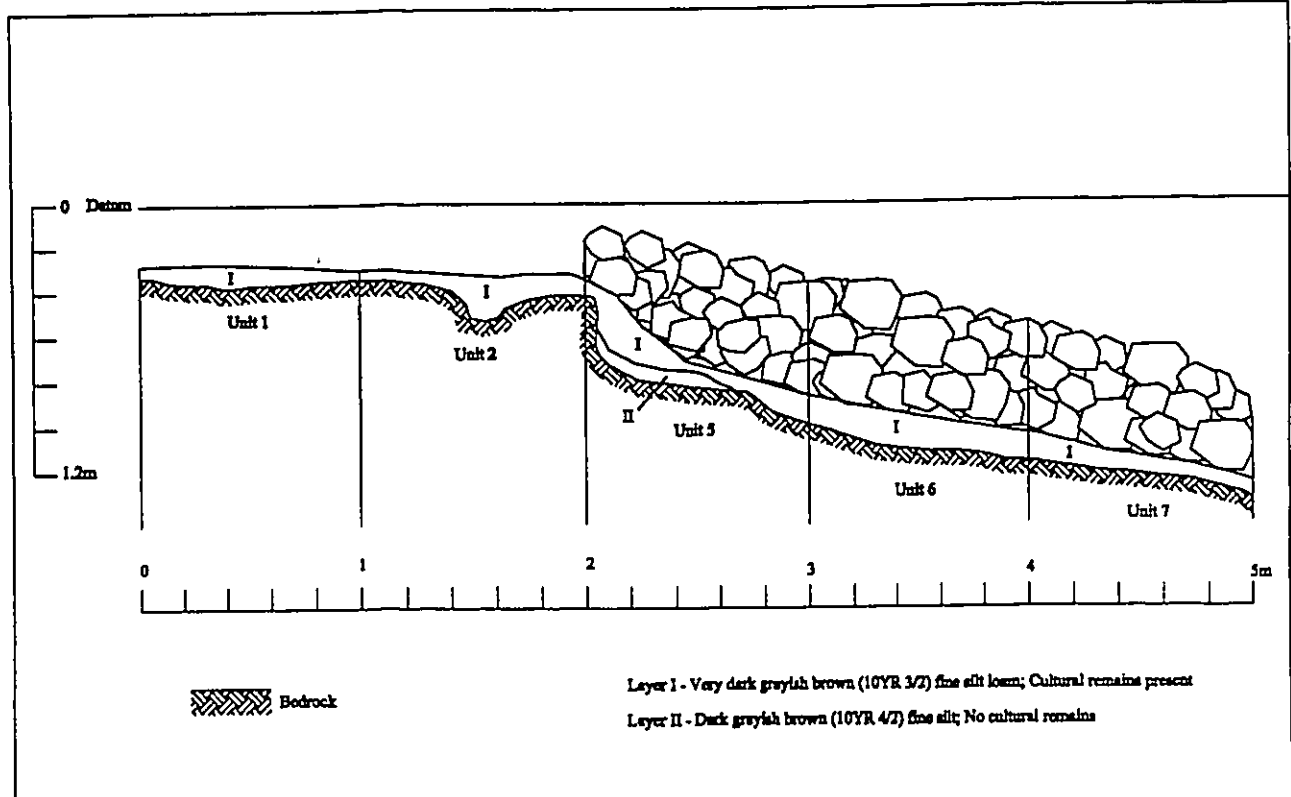 0 Datum
I
I
Unit 1
Unit 2
I
II
Unit 5
I
I
1.2m
Unit 6
Unit 7
0 1 2 3 4 5m
Bedrock
Layer I - Very dark grayish brown (10YR 3/2) fine silt loam; Cultural remains present
Layer II - Dark grayish brown (10YR 4/2) fine silt; No cultural remains